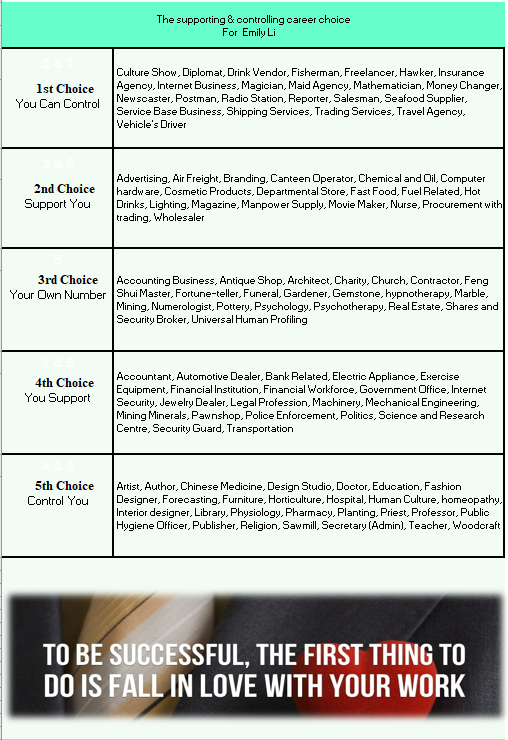 The supporting & controlling career choice
For Emily Li
1st Choice
You Can Control
Culture Show, Diplomat, Drink Vendor, Fisherman, Freelancer, Hawker, Insurance
Agency, Internet Business, Magician, Maid Agency, Mathematician, Money Changer,
Newscaster, Postman, Radio Station, Reporter, Salesman, Seafood Supplier,
Service Base Business, Shipping Services, Trading Services, Travel Agency,
Vehicle's Driver
2nd Choice
Support You
Advertising, Air Freight, Branding, Canteen Operator, Chemical and Oil, Computer
hardware, Cosmetic Products, Departmental Store, Fast Food, Fuel Related, Hot
Drinks, Lighting, Magazine, Manpower Supply, Movie Maker, Nurse, Procurement with
trading, Wholesaler
3rd Choice
Your Own Number
Accounting Business, Antique Shop, Architect, Charity, Church, Contractor, Feng
Shui Master, Fortune-teller, Funeral, Gardener, Gemstone, hypnotherapy, Marble,
Mining, Numerologist, Pottery, Psychology, Psychotherapy, Real Estate, Shares and
Security Broker, Universal Human Profiling
4th Choice
You Support
Accountant, Automotive Dealer, Bank Related, Electric Appliance, Exercise
Equipment, Financial Institution, Financial Workforce, Government Office, Internet
Security, Jewelry Dealer, Legal Profession, Machinery, Mechanical Engineering,
Mining Minerals, Pawnshop, Police Enforcement, Politics, Science and Research
Centre, Security Guard, Transportation
5th Choice
Control You
Artist, Author, Chinese Medicine, Design Studio, Doctor, Education, Fashion
Designer, Forecasting, Furniture, Horticulture, Hospital, Human Culture, homeopathy,
Interior designer, Library, Physiology, Pharmacy, Planting, Priest, Professor, Public
Hygiene Officer, Publisher, Religion, Sawmill, Secretary (Admin), Teacher, Woodcraft
TO BE SUCCESSFUL, THE FIRST THING TO
DO IS FALL IN LOVE WITH YOUR WORK